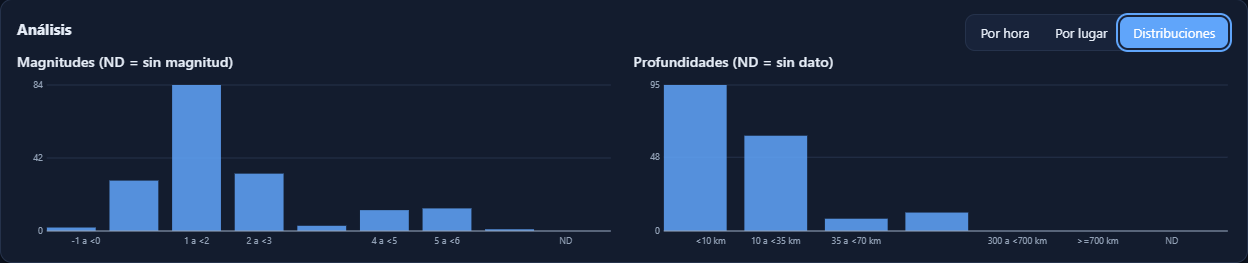 Análisis
Por hora Por lugar Distribuciones
Magnitudes (ND = sin magnitud)
84
42
0
-1 a <0 1 a <2 2 a <3 4 a <5 5 a <6 ND
Profundidades (ND = sin dato)
95
48
0
<10 km 10 a <35 km 35 a <70 km 300 a <700 km >=700 km ND